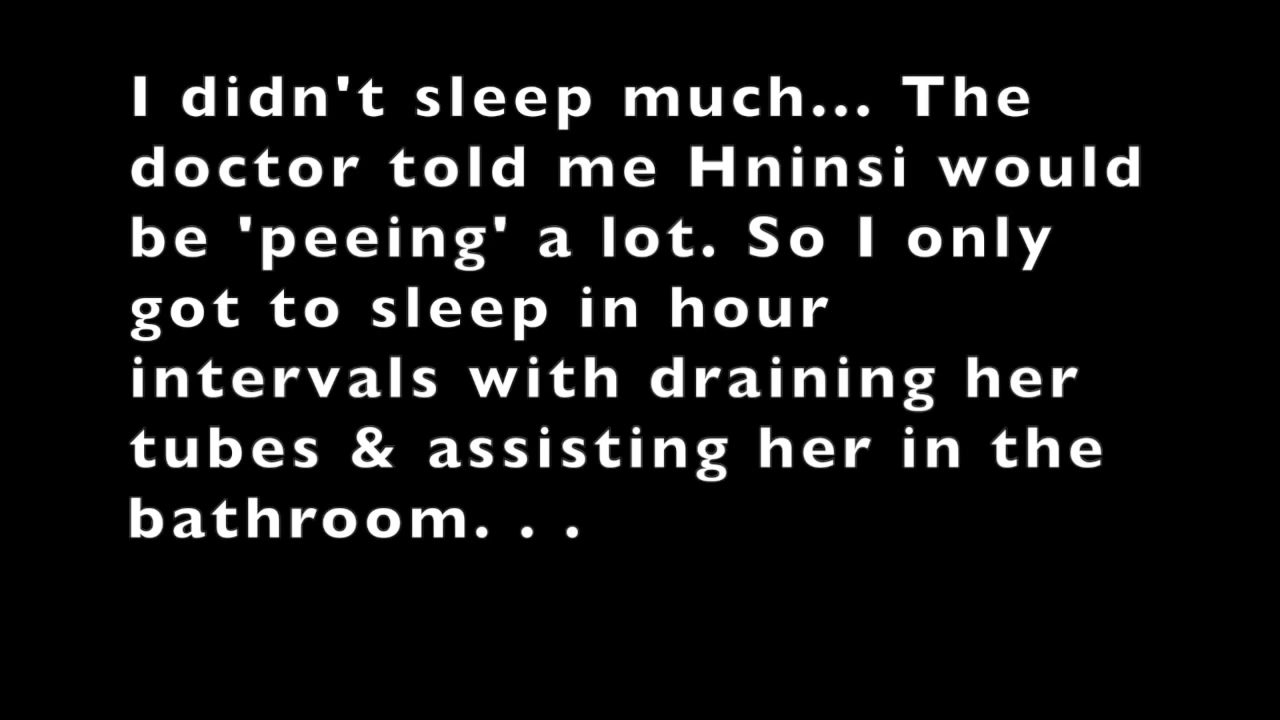 I didn't sleep much... The
doctor told me Hninsi would
be 'peeing' a lot. So I only
got to sleep in hour
intervals with draining her
tubes & assisting her in the
bathroom. . .